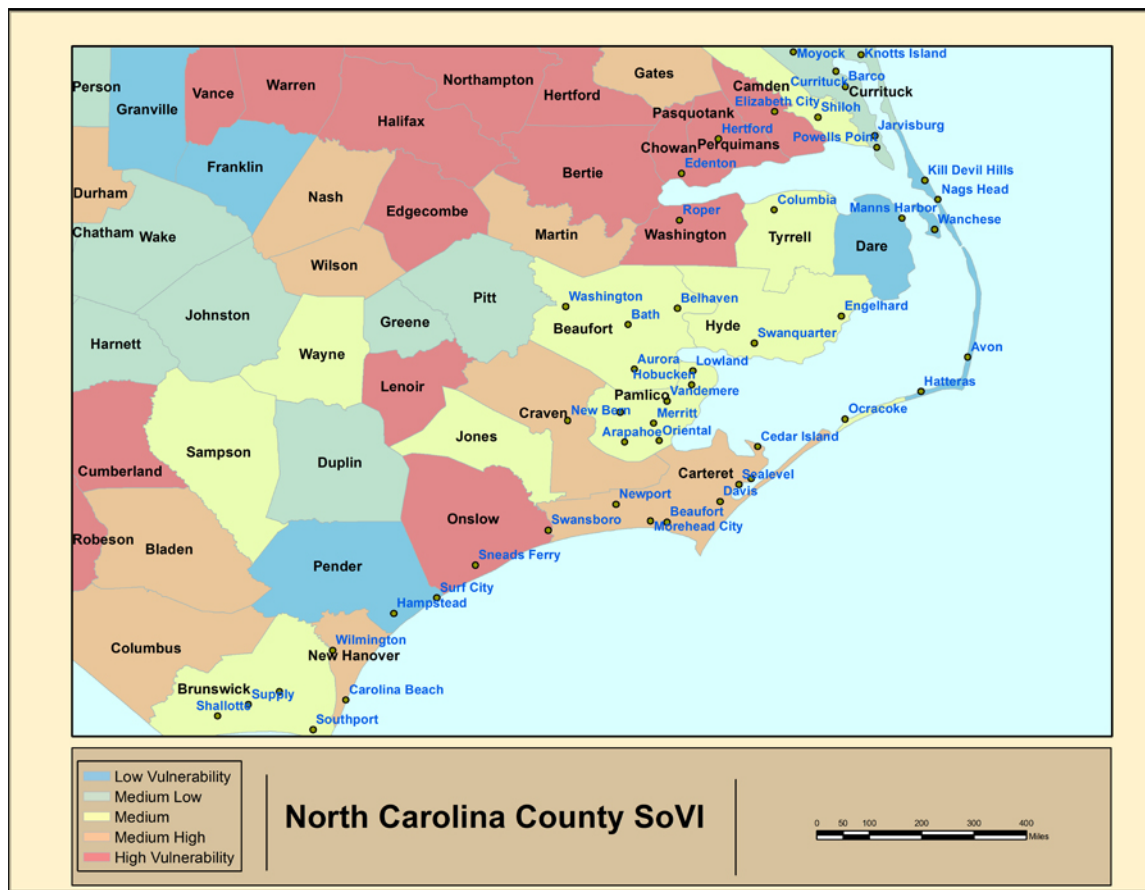 Moyock
Knotts Island
Person
Granville
Vance
Warren
Northampton
Hertford
Gates
Camden
Currituck
Barco
Currituck
Halifax
Pasquotank
Elizabeth City
Shiloh
Franklin
Chowan
Hertford
Perquimans
Powells Point
Jarvisburg
Durham
Nash
Edgecombe
Bertie
Edenton
Kill Devil Hills
Nags Head
Chatham
Wake
Martin
Roper
Washington
Columbia
Tyrrell
Manns Harbor
Wanchese
Dare
Wilson
Johnston
Greene
Pitt
Washington
Beaufort
Bath
Belhaven
Hyde
Engelhard
Swanquarter
Harnett
Wayne
Lenoir
Aurora
Hobucken
Lowland
Avon
Pamlico
Vandemere
Hatteras
Craven
New Bern
Merritt
Ocracoke
Sampson
Jones
Arapahoe
Oriental
Cedar Island
Duplin
Cumberland
Carteret
Sealevel
Davis
Newport
Beaufort
Morehead City
Swansboro
Robeson
Bladen
Onslow
Pender
Sneads Ferry
Surf City
Hampstead
Columbus
Wilmington
New Hanover
Brunswick
Supply
Shallotte
Carolina Beach
Southport
Low Vulnerability
Medium Low
Medium
Medium High
High Vulnerability
North Carolina County SoVI
0 50 100 200 300 400
Miles